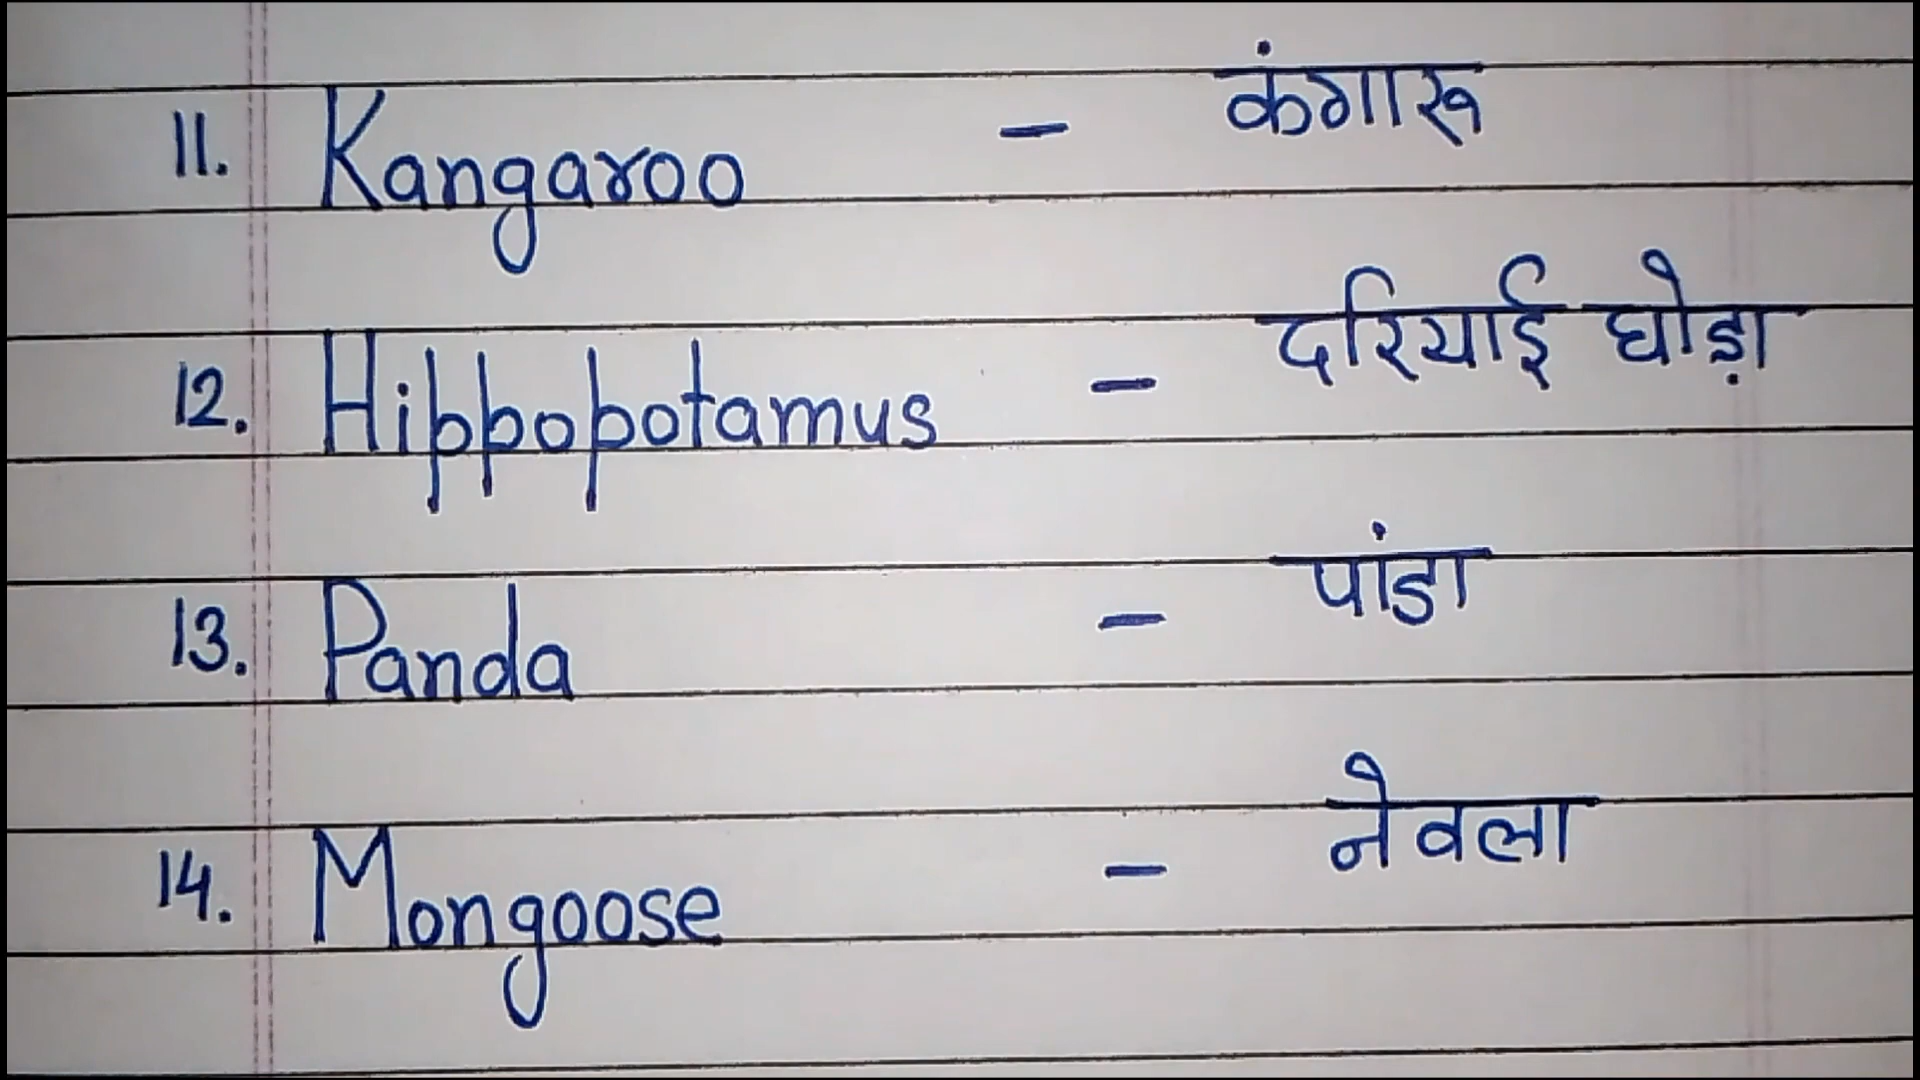 11. Kangaroo - कंगारू
12. Hippopotamus - दरियाई घोड़ा
13. Panda - पांडा
14. Mongoose - नेवला